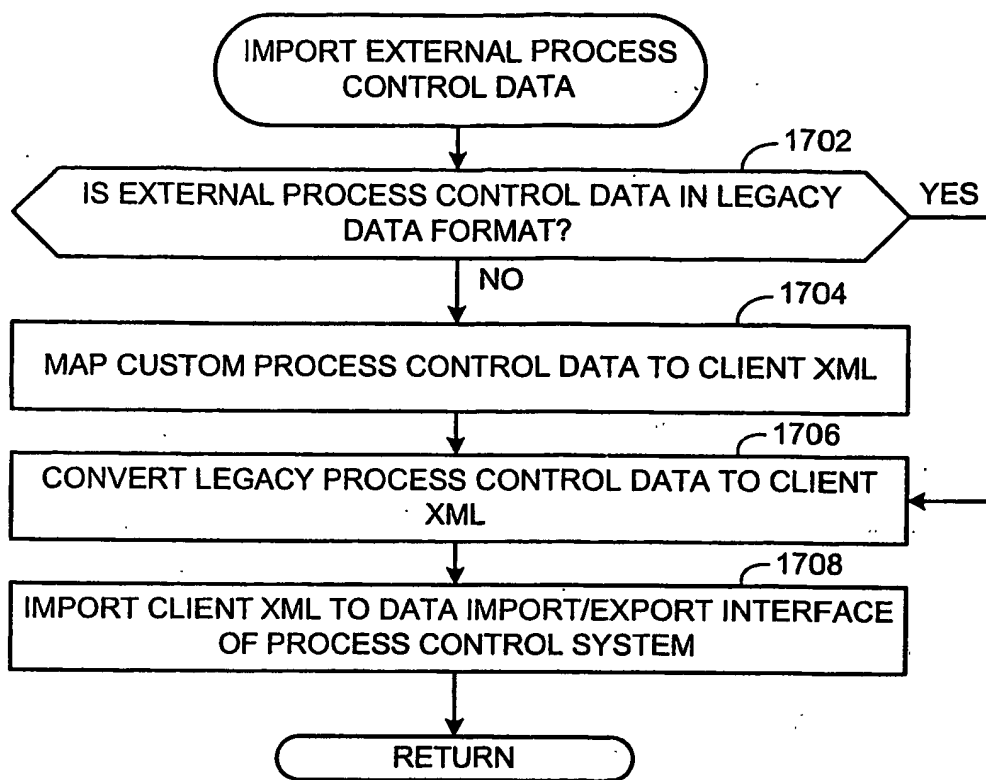 IMPORT EXTERNAL PROCESS
CONTROL DATA
1702
IS EXTERNAL PROCESS CONTROL DATA IN LEGACY
DATA FORMAT?
YES
NO
1704
MAP CUSTOM PROCESS CONTROL DATA TO CLIENT XML
1706
CONVERT LEGACY PROCESS CONTROL DATA TO CLIENT
XML
1708
IMPORT CLIENT XML TO DATA IMPORT/EXPORT INTERFACE
OF PROCESS CONTROL SYSTEM
RETURN